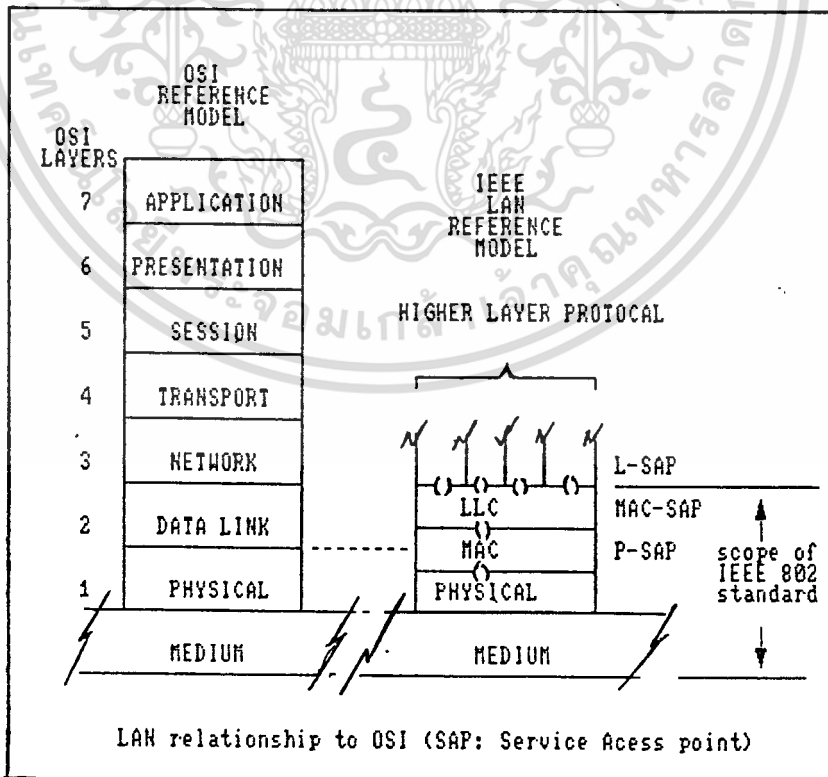 OSI
REFERENCE
MODEL
OSI
LAYERS
7 APPLICATION
6 PRESENTATION
5 SESSION
4 TRANSPORT
3 NETWORK
2 DATA LINK
1 PHYSICAL
MEDIUM
IEEE
LAN
REFERENCE
MODEL
HIGHER LAYER PROTOCAL
L-SAP
LLC MAC-SAP
MAC P-SAP
PHYSICAL
MEDIUM
scope of
IEEE 802
standard
LAN relationship to OSI (SAP: Service Acess point)